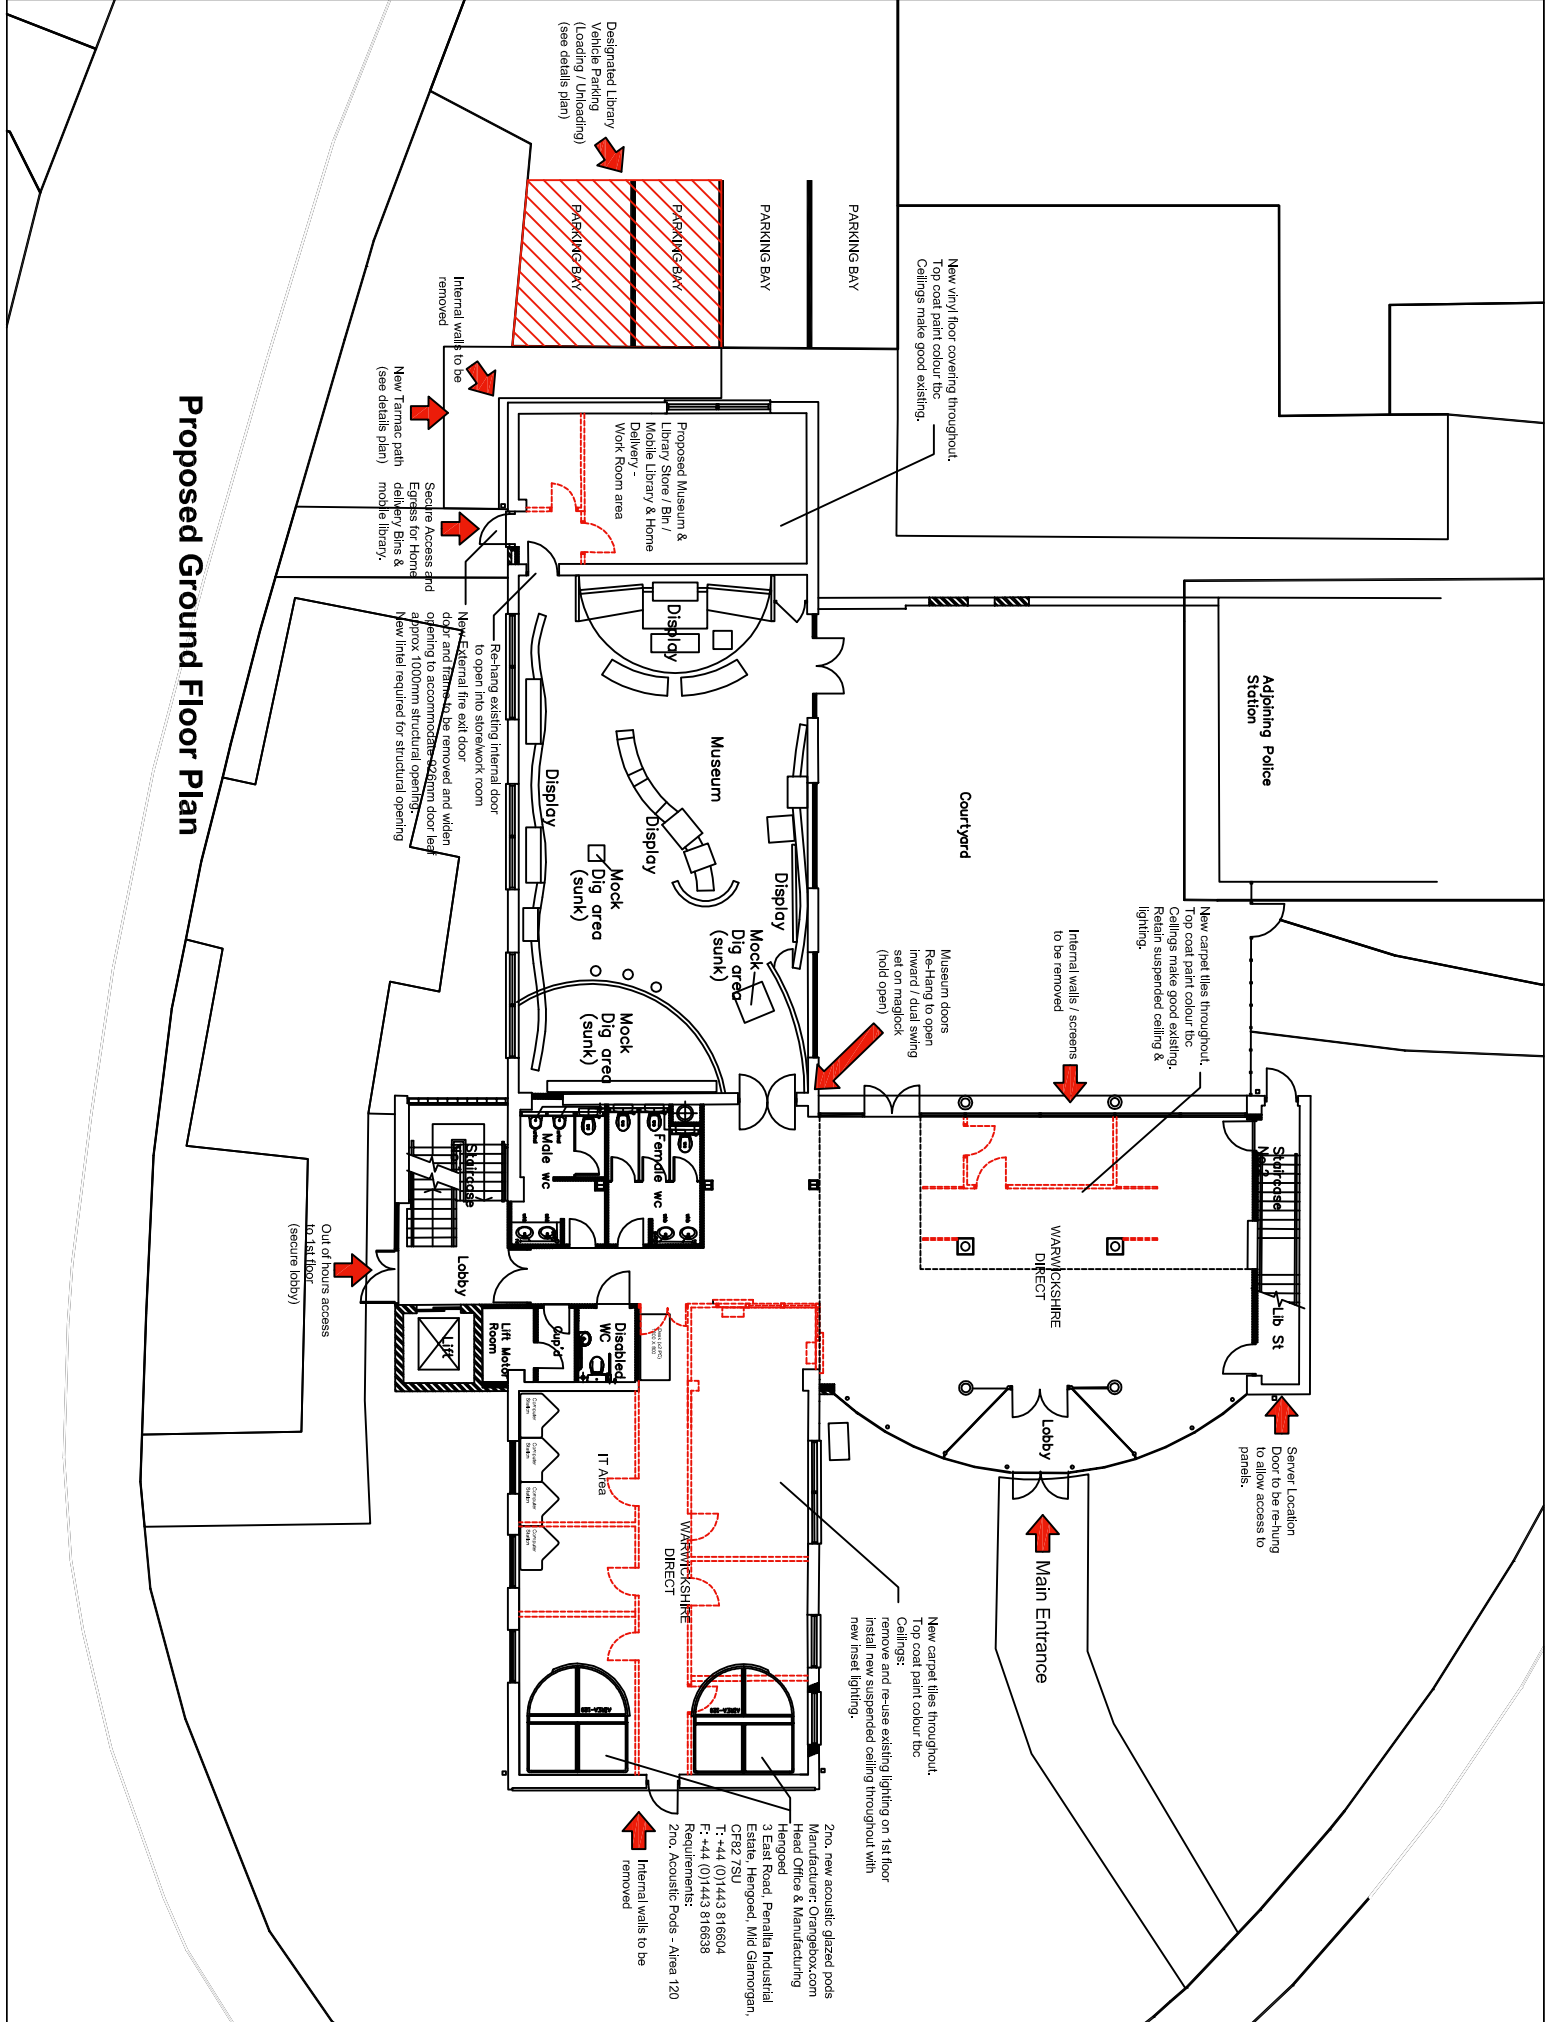 Designated Library
Vehicle Parking
(Loading / Unloading)
(see details plan)
PARKING BAY
PARKING BAY
PARKING BAY
PARKING BAY
New vinyl floor covering throughout.
Top coat paint colour tbc
Ceilings make good existing.
Internal walls to be
removed
New Tarmac path
(see details plan)
Secure Access and
Egress for Home
delivery Bins &
mobile library.
Proposed Museum &
Library Store / Bin /
Mobile Library & Home
Delivery -
Work Room area
Re-hang existing internal door
to open into store/work room
New External fire exit door
door and frame to be removed and widen
opening to accommodate 926mm door leaf
approx 1000mm structural opening.
New lintel required for structural opening
Display
Museum
Display
Display
Display
Mock
Dig area
(sunk)
Mock
Dig area
(sunk)
Mock
Dig area
(sunk)
Courtyard
Adjoining Police
Station
New carpet tiles throughout.
Top coat paint colour tbc
Ceilings make good existing.
Retain suspended ceiling &
lighting.
Internal walls / screens
to be removed
Museum doors
Re-Hang to open
inward / dual swing
set on maglock
(hold open)
Staircase
Male wc
Female wc
Staircase
No.2
Lib St
WARWICKSHIRE
DIRECT
Lobby
Out of hours access
to 1st floor
(secure lobby)
Lobby
Lift
Lift Motor
Room
Cup'd
Disabled
WC
Server Location
Door to be re-hung
to allow access to
panels.
Main Entrance
Computer
Station
Computer
Station
Computer
Station
Computer
Station
IT Area
WARWICKSHIRE
DIRECT
New carpet tiles throughout.
Top coat paint colour tbc
Ceilings:
remove and re-use existing lighting on 1st floor
install new suspended ceiling throughout with
new inset lighting.
2no. new acoustic glazed pods
Manufacturer: Orangebox.com
Head Office & Manufacturing
Hengoed
3 East Road, Penallta Industrial
Estate, Hengoed, Mid Glamorgan,
CF82 7SU
T: +44 (0)1443 816604
F: +44 (0)1443 816638
Requirements:
2no. Acoustic Pods - Airea 120
Internal walls to be
removed
Proposed Ground Floor Plan